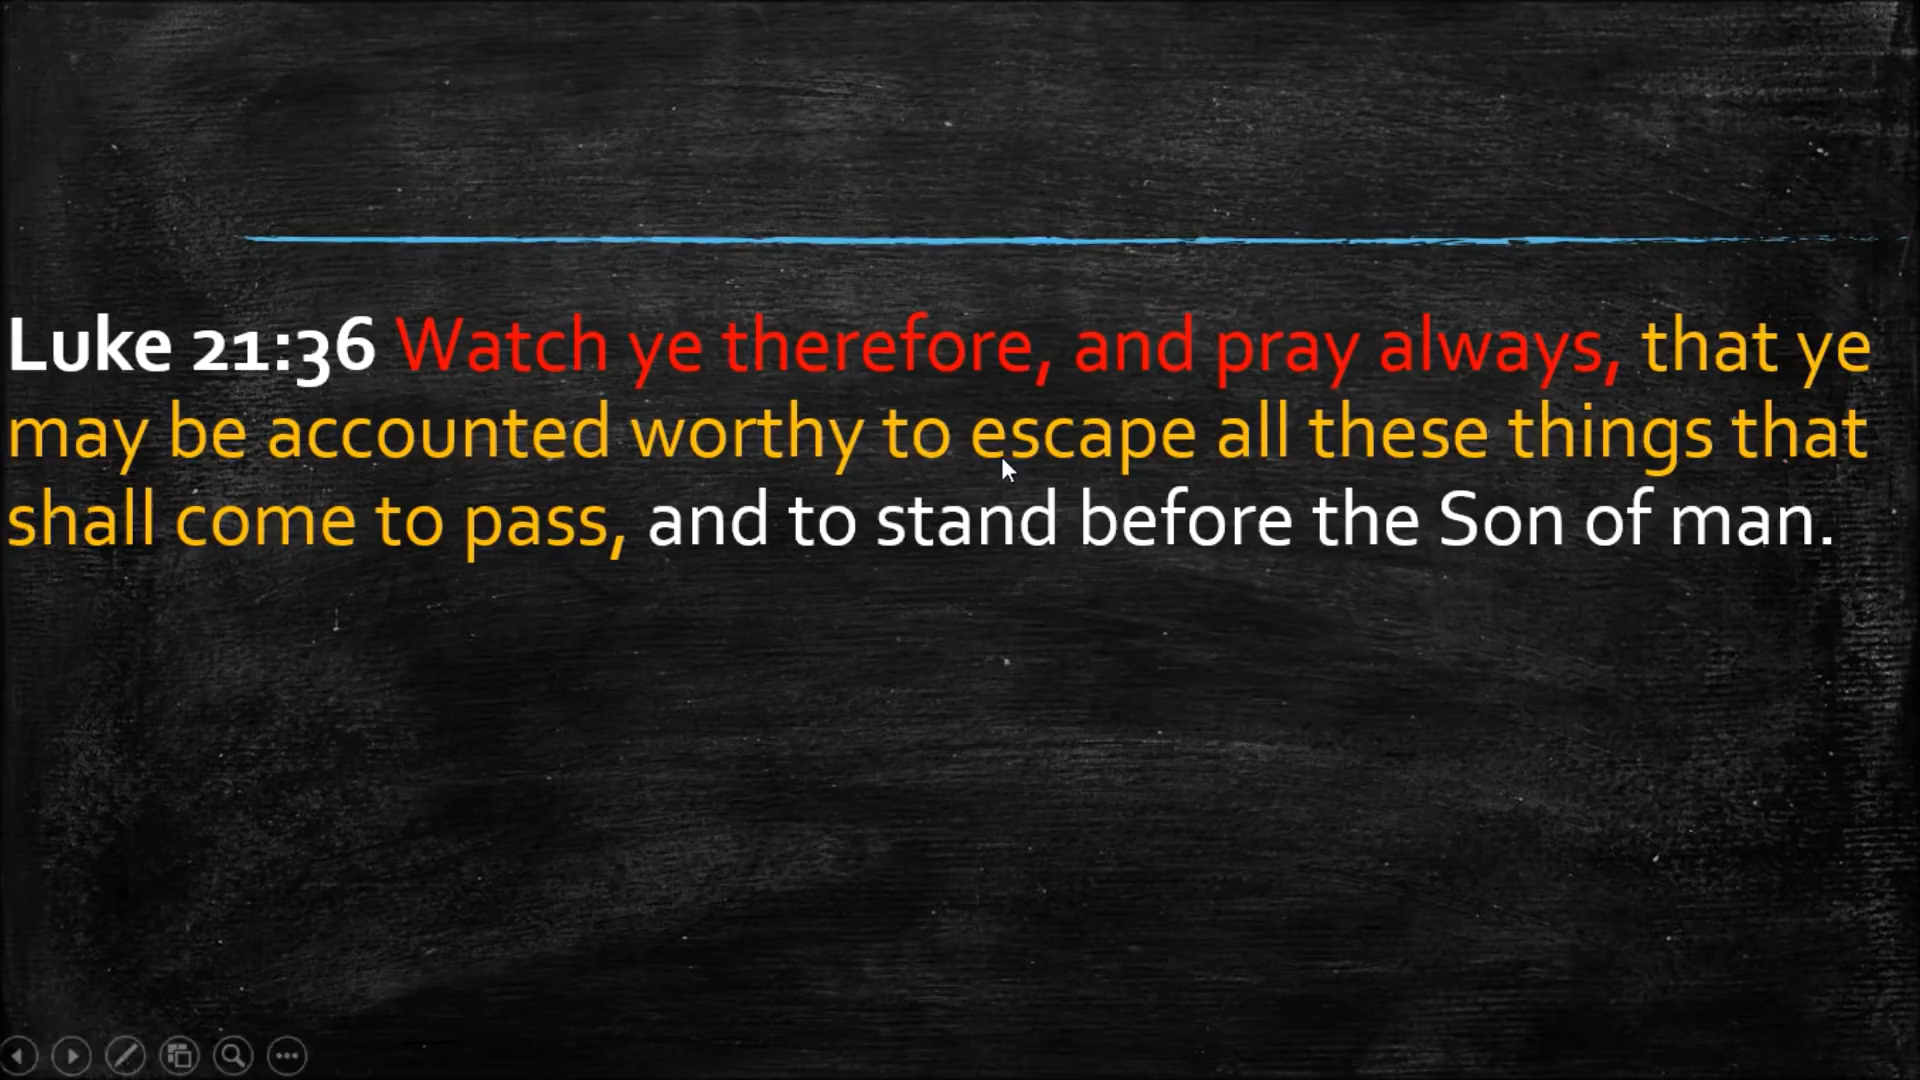 Luke 21:36 Watch ye therefore, and pray always, that ye
may be accounted worthy to escape all these things that
shall come to pass, and to stand before the Son of man.